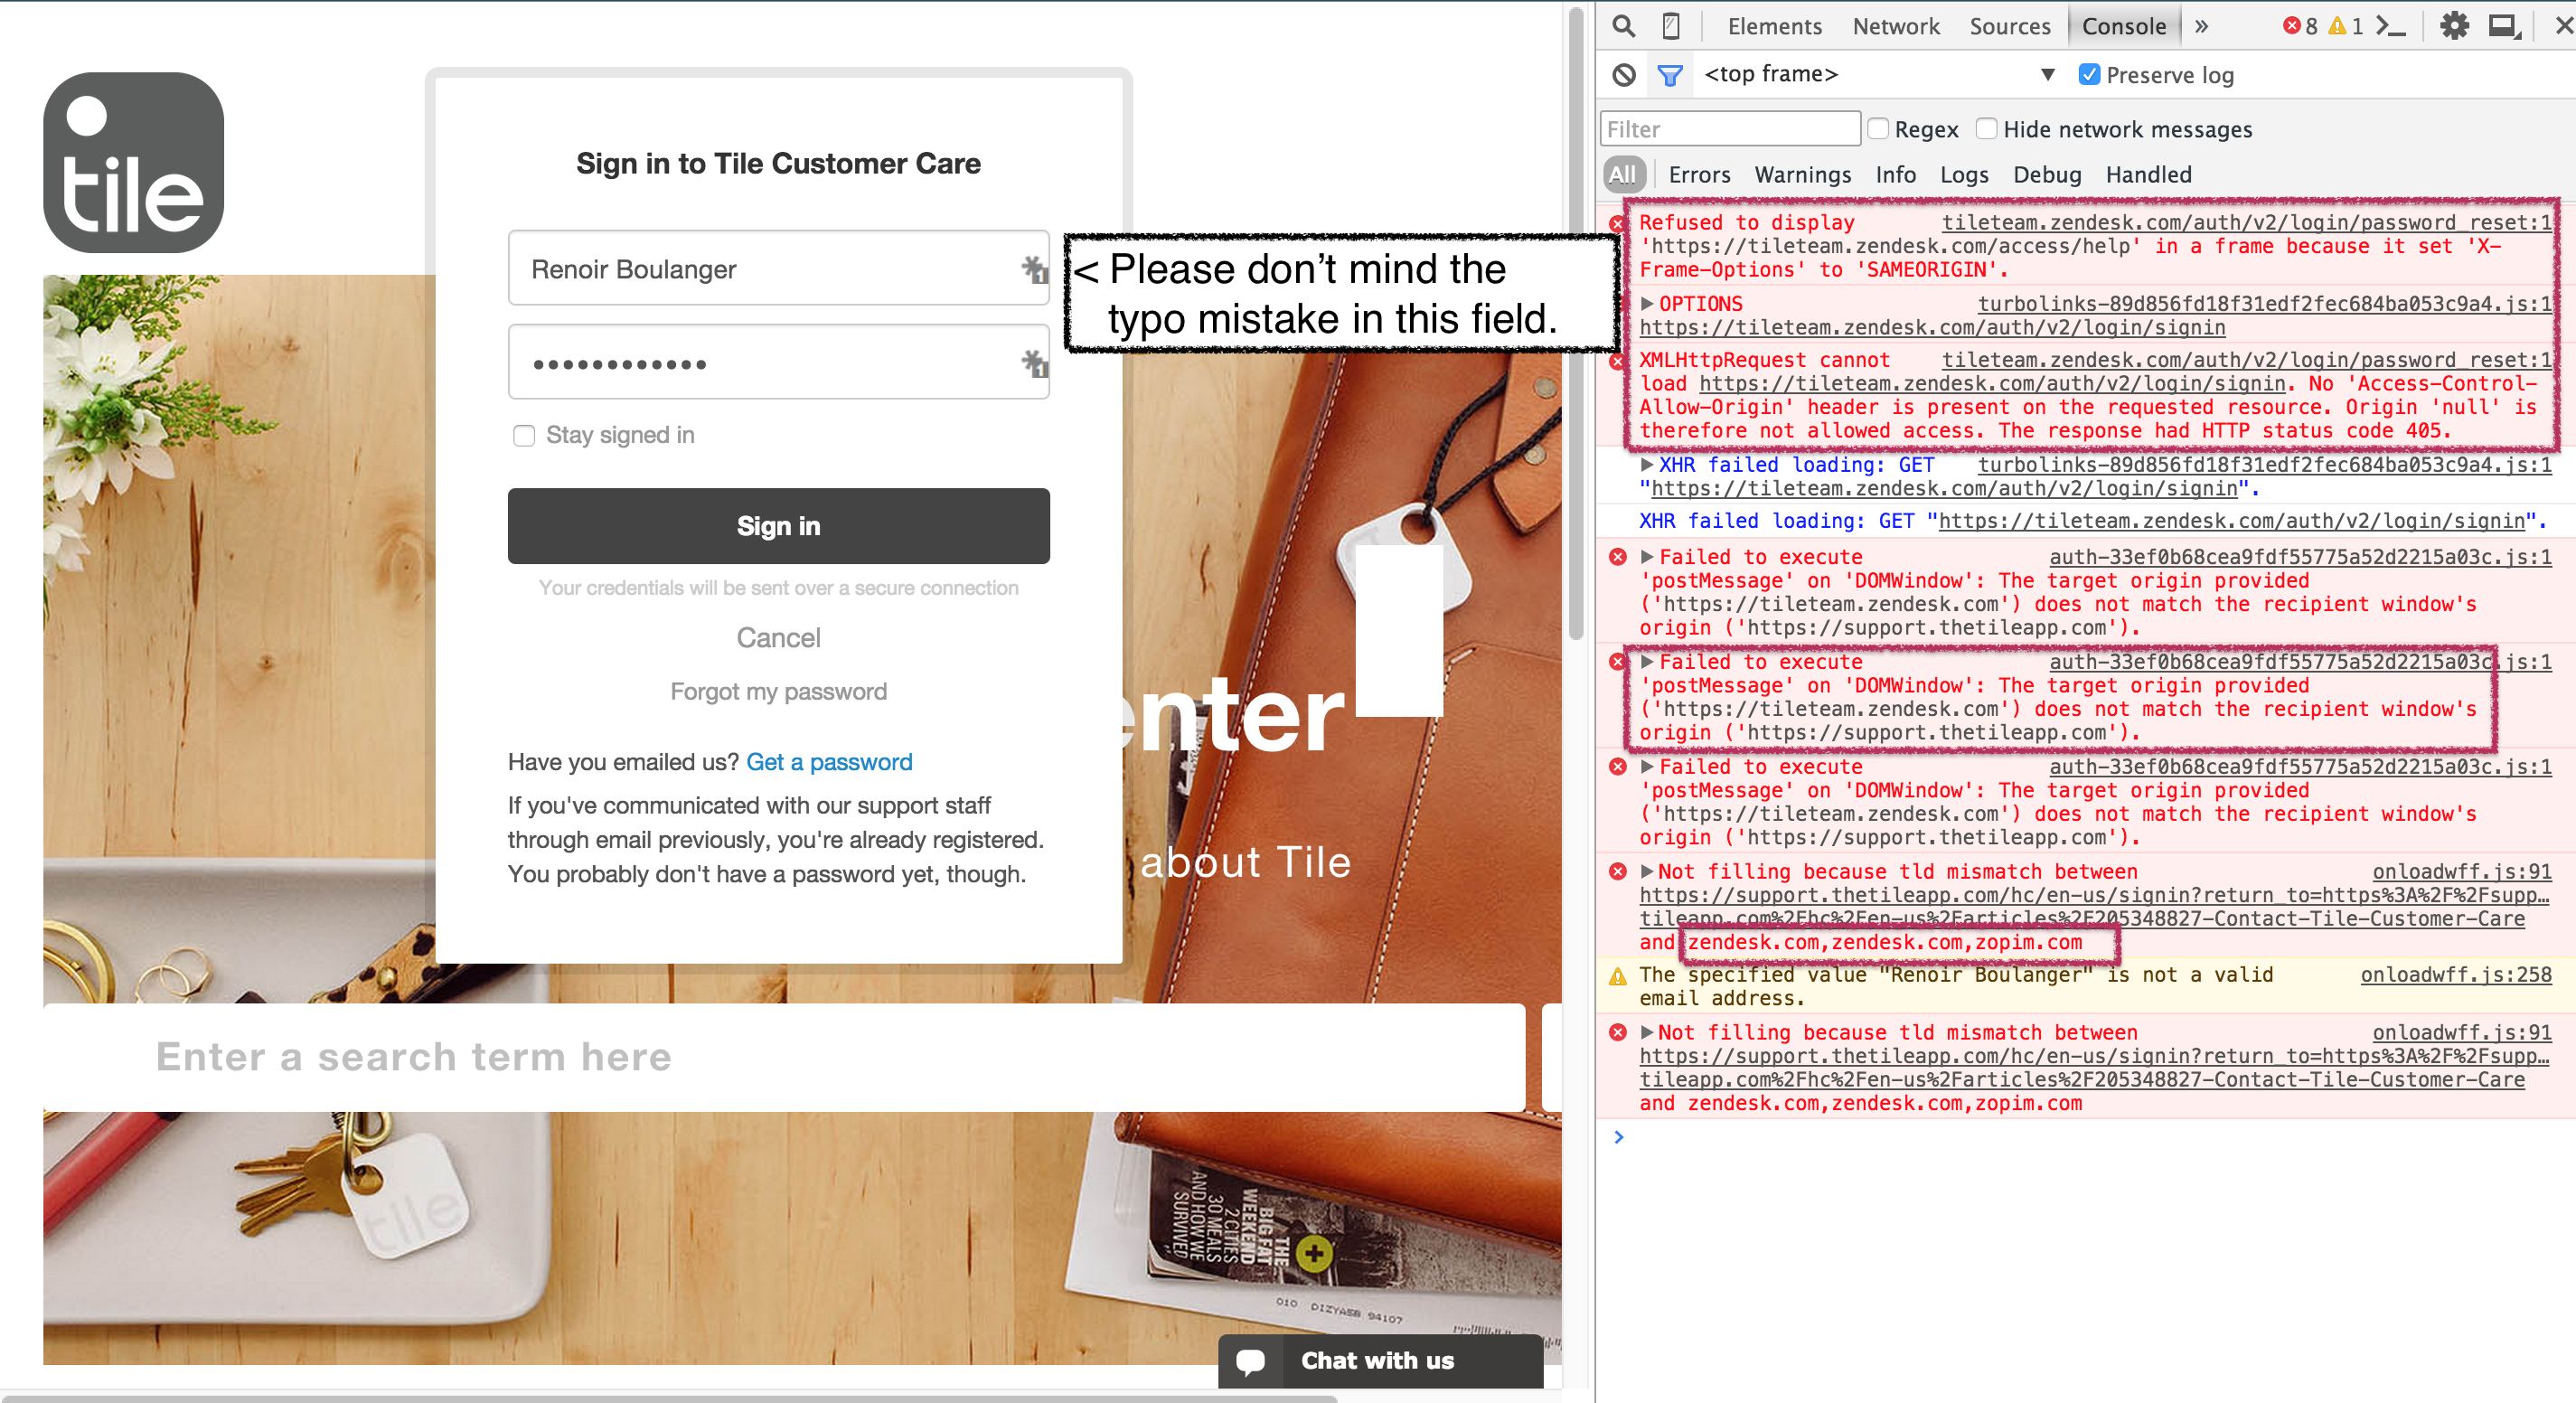 tile
Sign in to Tile Customer Care
Renoir Boulanger
1
< Please don’t mind the
typo mistake in this field.
1
Stay signed in
Sign in
Your credentials will be sent over a secure connection
Cancel
Forgot my password
Have you emailed us? Get a password
If you've communicated with our support staff
through email previously, you're already registered.
You probably don't have a password yet, though.
enter
about Tile
Enter a search term here
tile
THE
BIG FAT
WEEKEND
2 CITIES
30 MEALS
AND HOW WE
SURVIVED
010 DIZYASB 94107
Chat with us
Elements Network Sources Console » 8 1
<top frame> ▼ Preserve log
Filter Regex Hide network messages
All Errors Warnings Info Logs Debug Handled
Refused to display tileteam.zendesk.com/auth/v2/login/password_reset:1
'https://tileteam.zendesk.com/access/help' in a frame because it set 'X-
Frame-Options' to 'SAMEORIGIN'.
▶ OPTIONS turbolinks-89d856fd18f31edf2fec684ba053c9a4.js:1
https://tileteam.zendesk.com/auth/v2/login/signin
XMLHttpRequest cannot tileteam.zendesk.com/auth/v2/login/password_reset:1
load https://tileteam.zendesk.com/auth/v2/login/signin. No 'Access-Control-
Allow-Origin' header is present on the requested resource. Origin 'null' is
therefore not allowed access. The response had HTTP status code 405.
▶ XHR failed loading: GET turbolinks-89d856fd18f31edf2fec684ba053c9a4.js:1
"https://tileteam.zendesk.com/auth/v2/login/signin".
XHR failed loading: GET "https://tileteam.zendesk.com/auth/v2/login/signin".
▶ Failed to execute auth-33ef0b68cea9fdf55775a52d2215a03c.js:1
'postMessage' on 'DOMWindow': The target origin provided
('https://tileteam.zendesk.com') does not match the recipient window's
origin ('https://support.thetileapp.com').
▶ Failed to execute auth-33ef0b68cea9fdf55775a52d2215a03c.js:1
'postMessage' on 'DOMWindow': The target origin provided
('https://tileteam.zendesk.com') does not match the recipient window's
origin ('https://support.thetileapp.com').
▶ Failed to execute auth-33ef0b68cea9fdf55775a52d2215a03c.js:1
'postMessage' on 'DOMWindow': The target origin provided
('https://tileteam.zendesk.com') does not match the recipient window's
origin ('https://support.thetileapp.com').
▶ Not filling because tld mismatch between onloadwff.js:91
https://support.thetileapp.com/hc/en-us/signin?return_to=https%3A%2F%2Fsupp…
tileapp.com%2Fhc%2Fen-us%2Farticles%2F205348827-Contact-Tile-Customer-Care
and zendesk.com,zendesk.com,zopim.com
The specified value "Renoir Boulanger" is not a valid onloadwff.js:258
email address.
▶ Not filling because tld mismatch between onloadwff.js:91
https://support.thetileapp.com/hc/en-us/signin?return_to=https%3A%2F%2Fsupp…
tileapp.com%2Fhc%2Fen-us%2Farticles%2F205348827-Contact-Tile-Customer-Care
and zendesk.com,zendesk.com,zopim.com